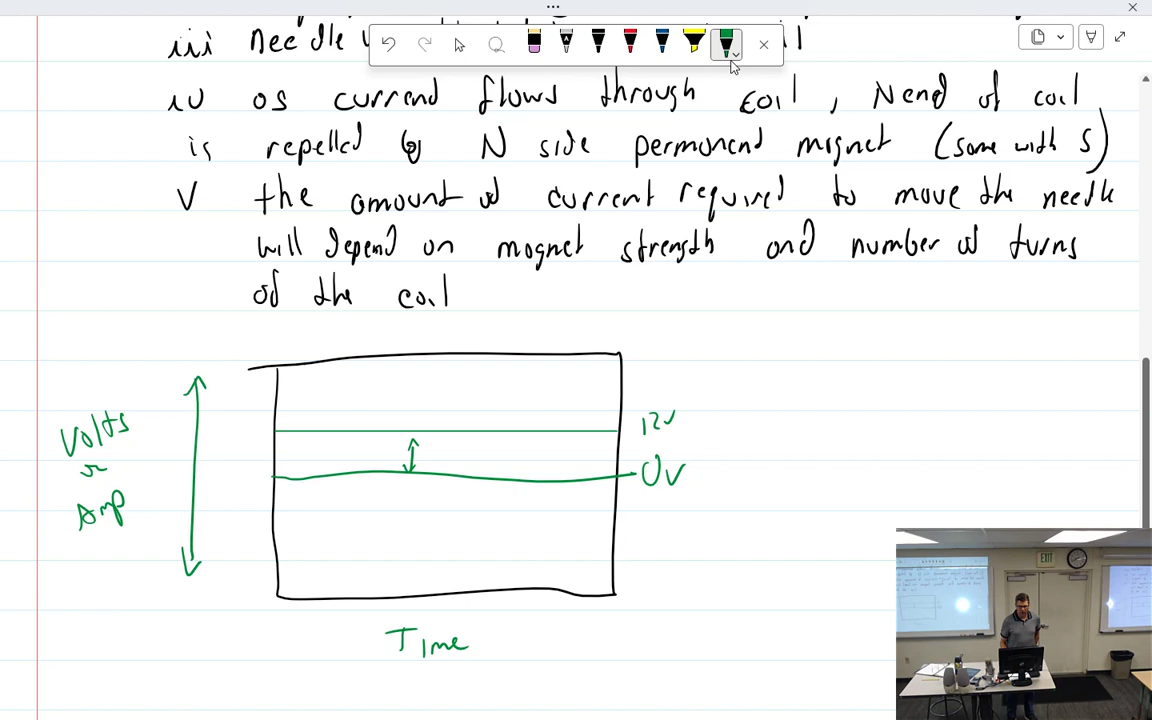 iii needle
iv as current flows through coil, N end of coil
is repelled by N side permanend magnet (same with S)
V the amount of current required to move the needle
will depend on magnet strength and number of turns
of the coil
12v
Volts
or
Amp
0v
Time
EXIT